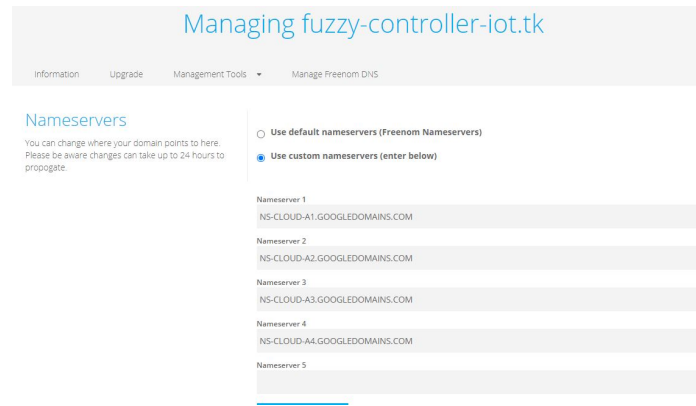 Managing fuzzy-controller-iot.tk
Information Upgrade Management Tools Manage Freenom DNS
Nameservers
You can change where your domain points to here.
Please be aware changes can take up to 24 hours to
propogate.
Use default nameservers (Freenom Nameservers)
Use custom nameservers (enter below)
Nameserver 1
NS-CLOUD-A1.GOOGLEDOMAINS.COM
Nameserver 2
NS-CLOUD-A2.GOOGLEDOMAINS.COM
Nameserver 3
NS-CLOUD-A3.GOOGLEDOMAINS.COM
Nameserver 4
NS-CLOUD-A4.GOOGLEDOMAINS.COM
Nameserver 5